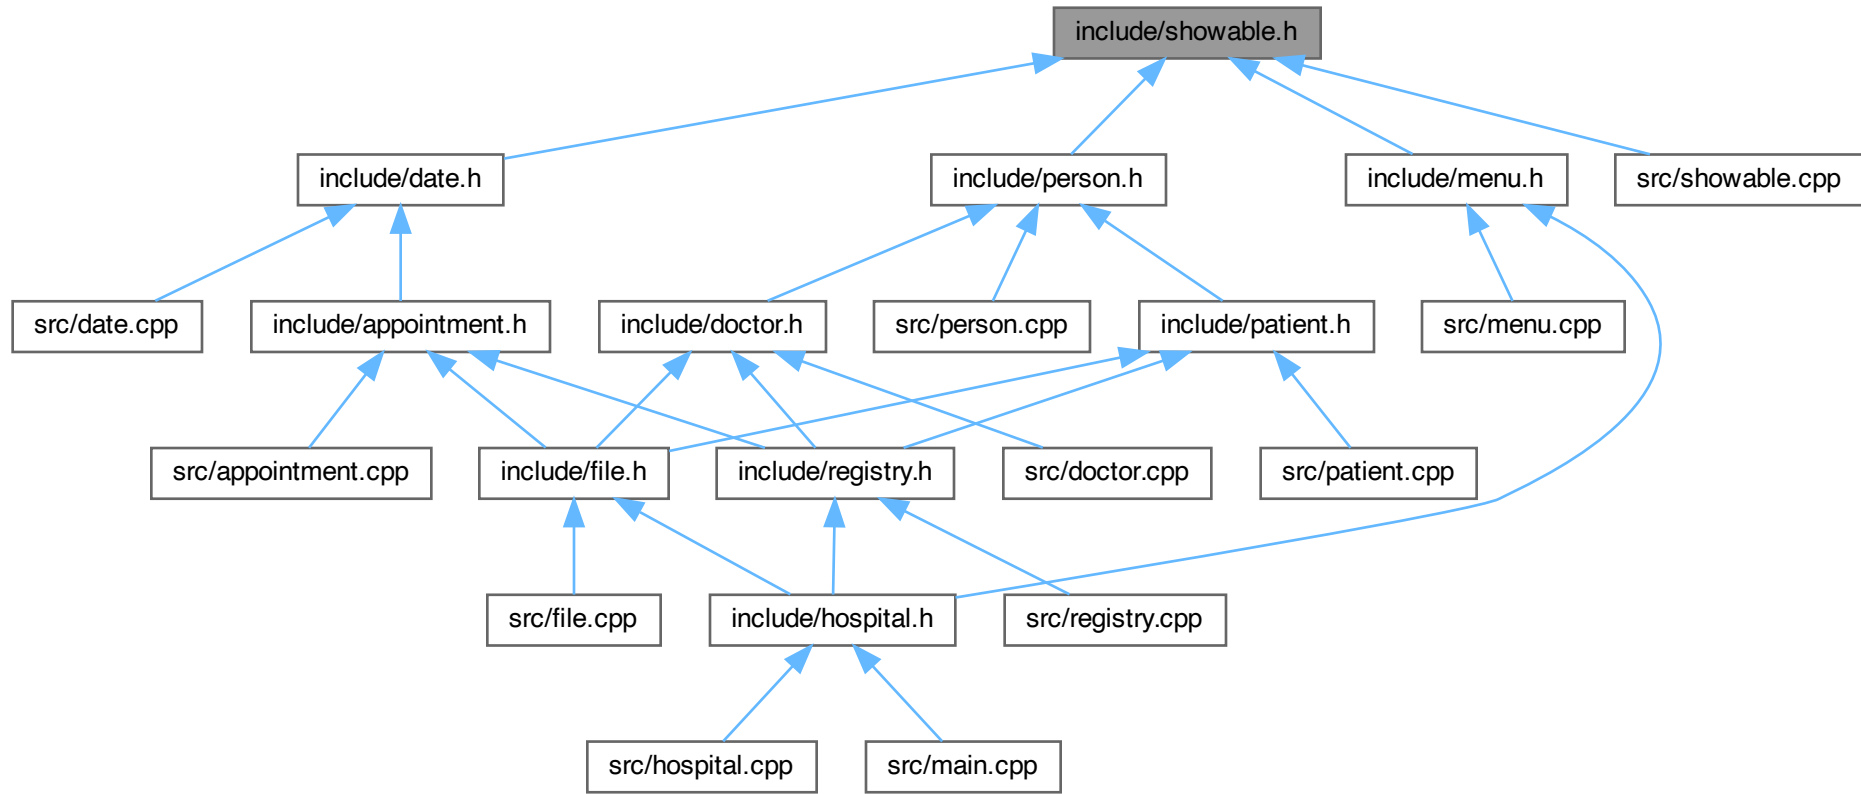 include/showable.h
include/date.h
include/person.h
include/menu.h
src/showable.cpp
src/date.cpp
include/appointment.h
include/doctor.h
src/person.cpp
include/patient.h
src/menu.cpp
src/appointment.cpp
include/file.h
include/registry.h
src/doctor.cpp
src/patient.cpp
src/file.cpp
include/hospital.h
src/registry.cpp
src/hospital.cpp
src/main.cpp